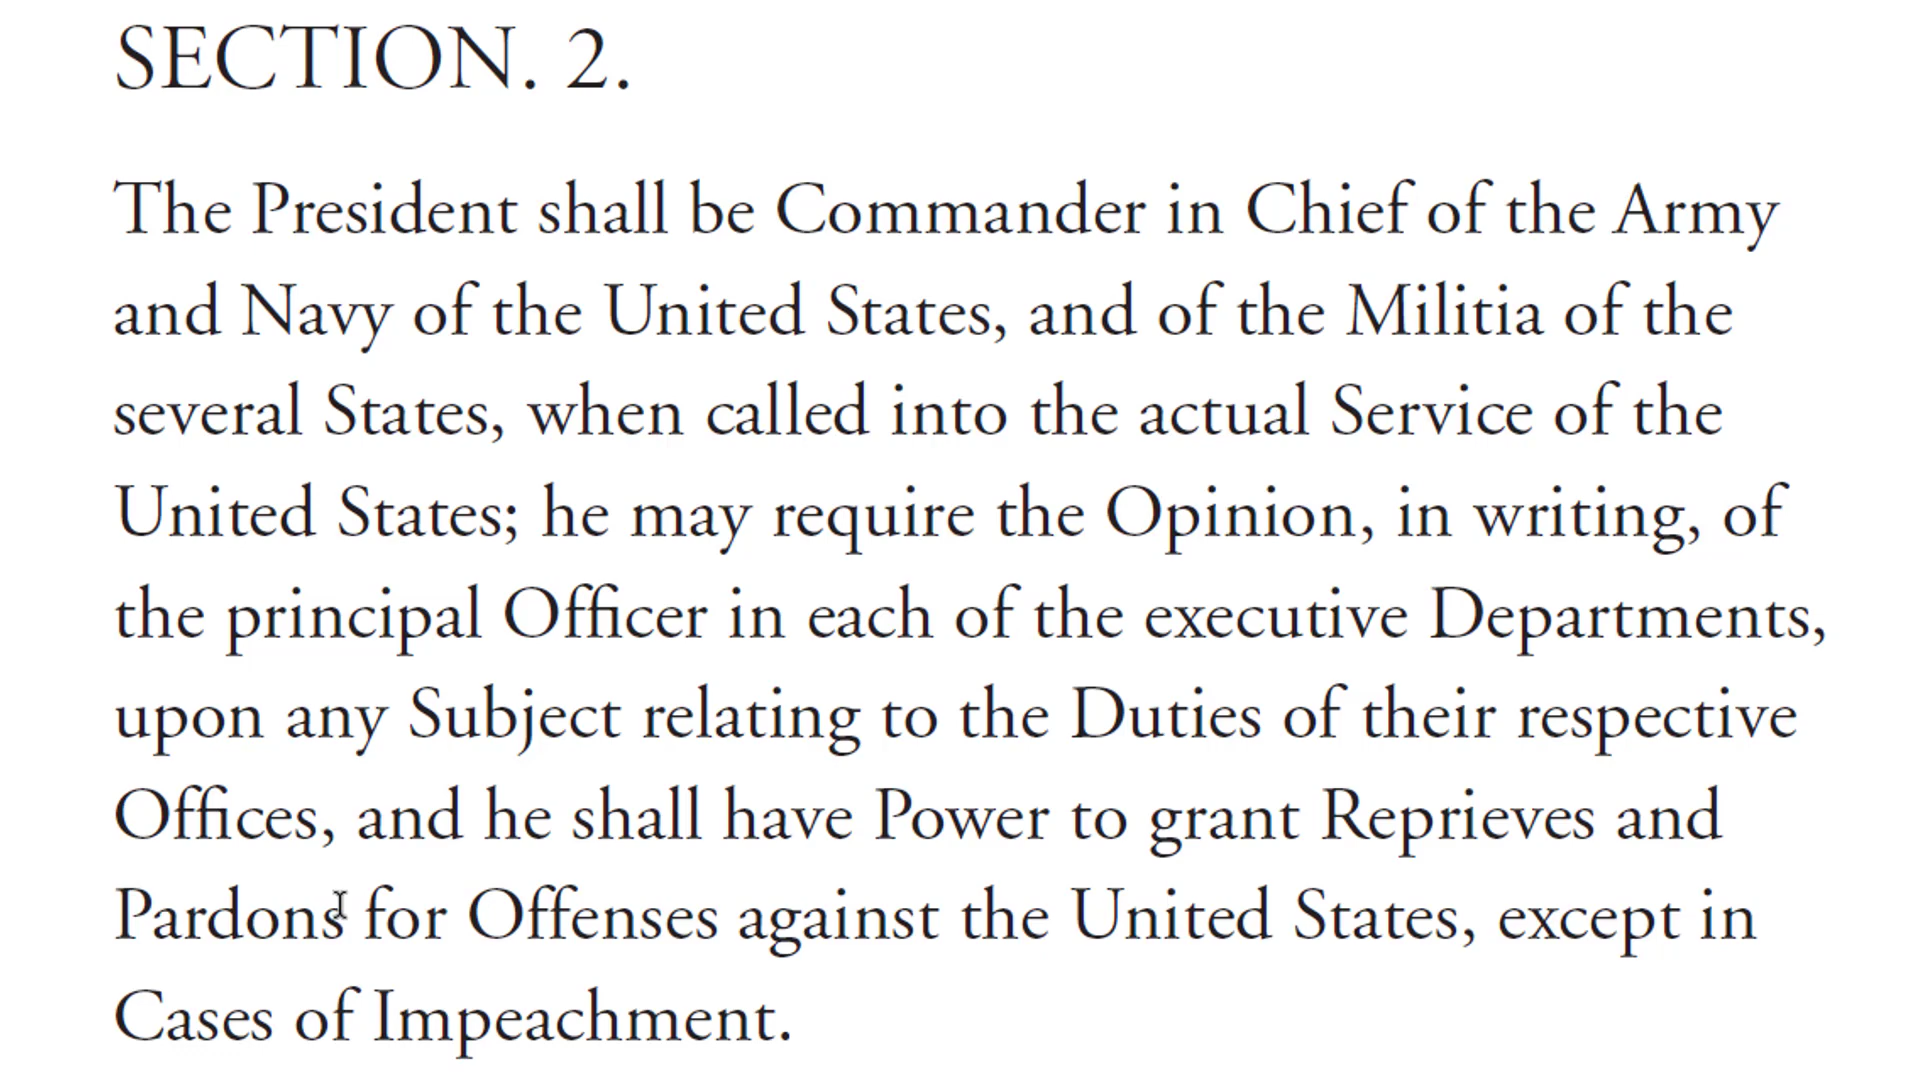 SECTION. 2.
The President shall be Commander in Chief of the Army
and Navy of the United States, and of the Militia of the
several States, when called into the actual Service of the
United States; he may require the Opinion, in writing, of
the principal Officer in each of the executive Departments,
upon any Subject relating to the Duties of their respective
Offices, and he shall have Power to grant Reprieves and
Pardons for Offenses against the United States, except in
Cases of Impeachment.